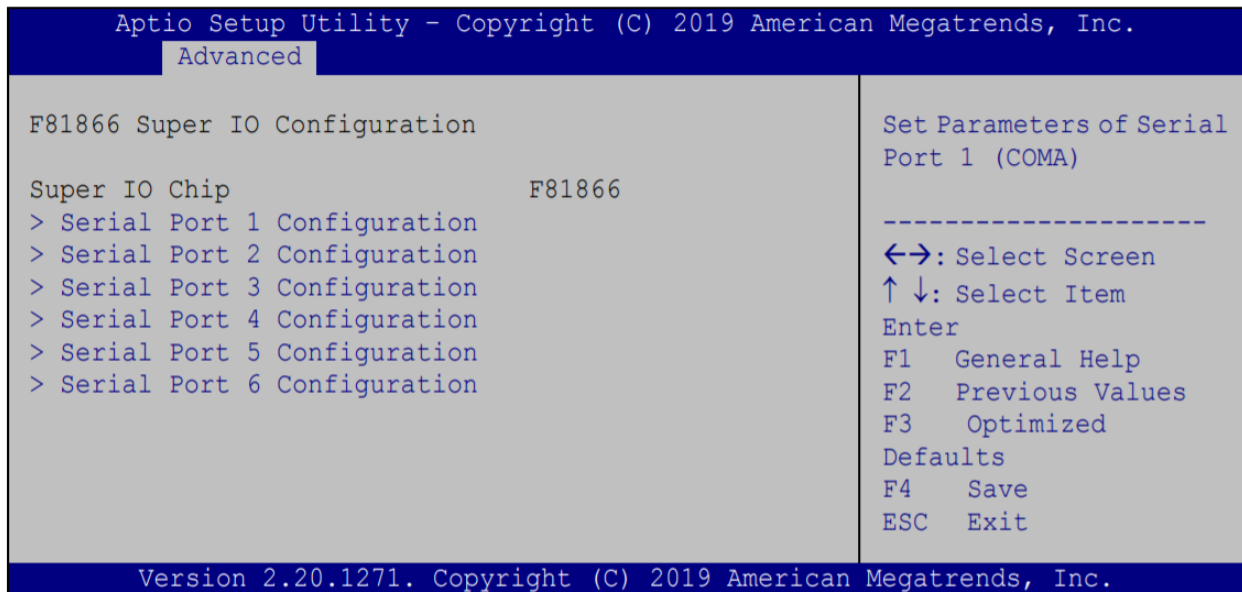 Aptio Setup Utility – Copyright (C) 2019 American Megatrends, Inc.
Advanced
F81866 Super IO Configuration
Super IO Chip F81866
> Serial Port 1 Configuration
> Serial Port 2 Configuration
> Serial Port 3 Configuration
> Serial Port 4 Configuration
> Serial Port 5 Configuration
> Serial Port 6 Configuration
Set Parameters of Serial
Port 1 (COMA)
----------------------
←→: Select Screen
↑ ↓: Select Item
Enter
F1 General Help
F2 Previous Values
F3 Optimized
Defaults
F4 Save
ESC Exit
Version 2.20.1271. Copyright (C) 2019 American Megatrends, Inc.